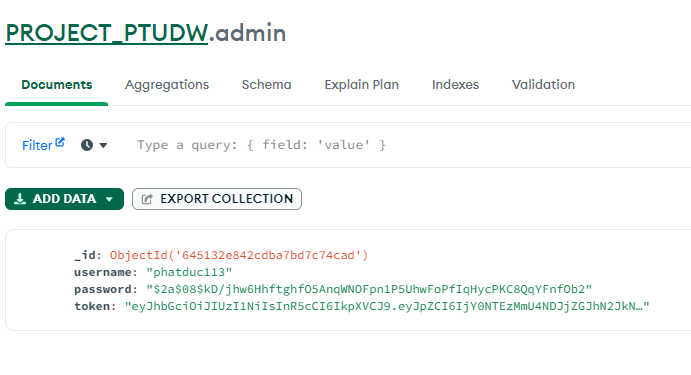 PROJECT_PTUDW.admin
Documents Aggregations Schema Explain Plan Indexes Validation
Filter Type a query: { field: 'value' }
ADD DATA EXPORT COLLECTION
_id: ObjectId('645132e842cdba7bd7c74cad')
username: "phatduc113"
password: "$2a$08$kD/jhw6HhftghfO5AnqWNOFpn1P5UhwFoPfIqHycPKC8QqYFnfOb2"
token: "eyJhbGciOiJIUzI1NiIsInR5cCI6IkpXVCJ9.eyJpZCI6IjY0NTEzMmU4NDJjZGJhN2JkN…"